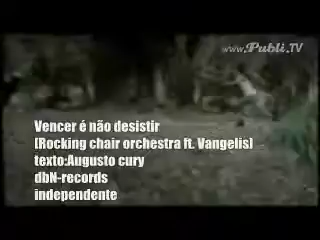 www.Publi.TV
Vencer é não desistir
[Rocking chair orchestra ft. Vangelis]
texto:Augusto cury
dbN-records
independente